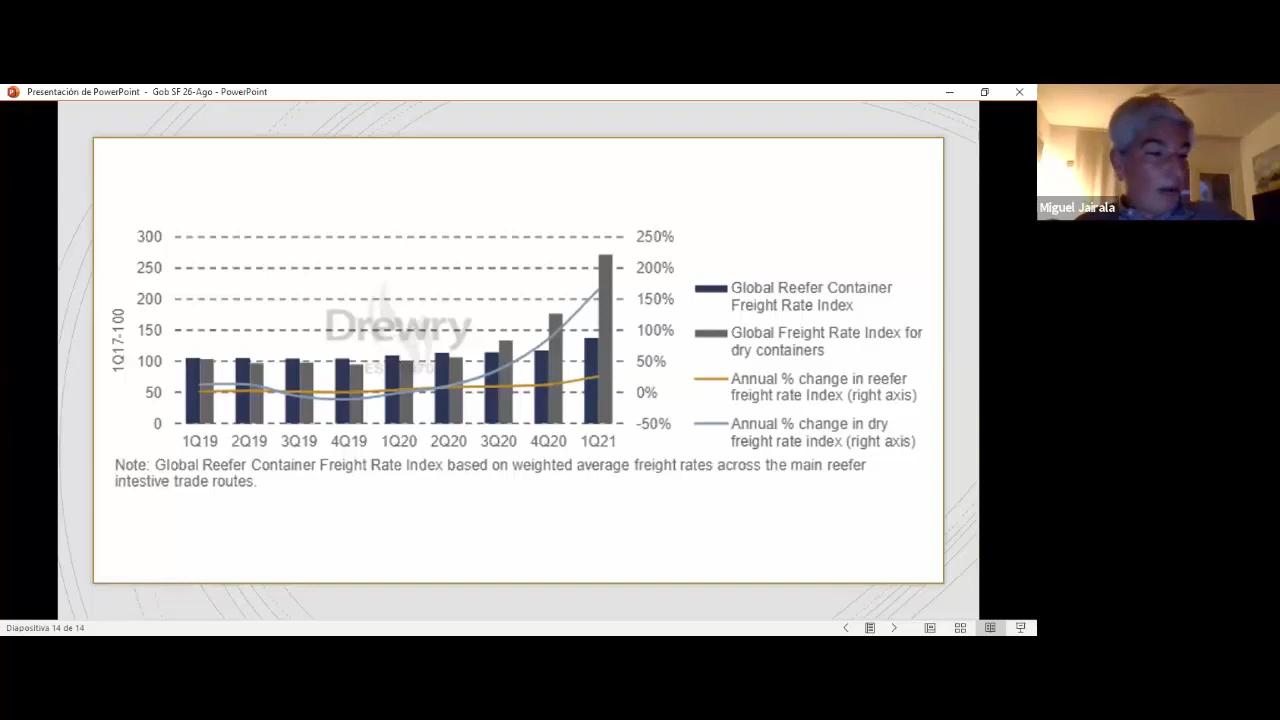 Presentación de PowerPoint - Gob SF 26-Ago - PowerPoint
Miguel Jairala
300
250
200
150
100
50
0
1Q17-100
250%
200%
150%
100%
50%
0%
-50%
Drewry
1Q19 2Q19 3Q19 4Q19 1Q20 2Q20 3Q20 4Q20 1Q21
Global Reefer Container
Freight Rate Index
Global Freight Rate Index for
dry containers
Annual % change in reefer
freight rate Index (right axis)
Annual % change in dry
freight rate index (right axis)
Note: Global Reefer Container Freight Rate Index based on weighted average freight rates across the main reefer
intestive trade routes.
Diapositiva 14 de 14